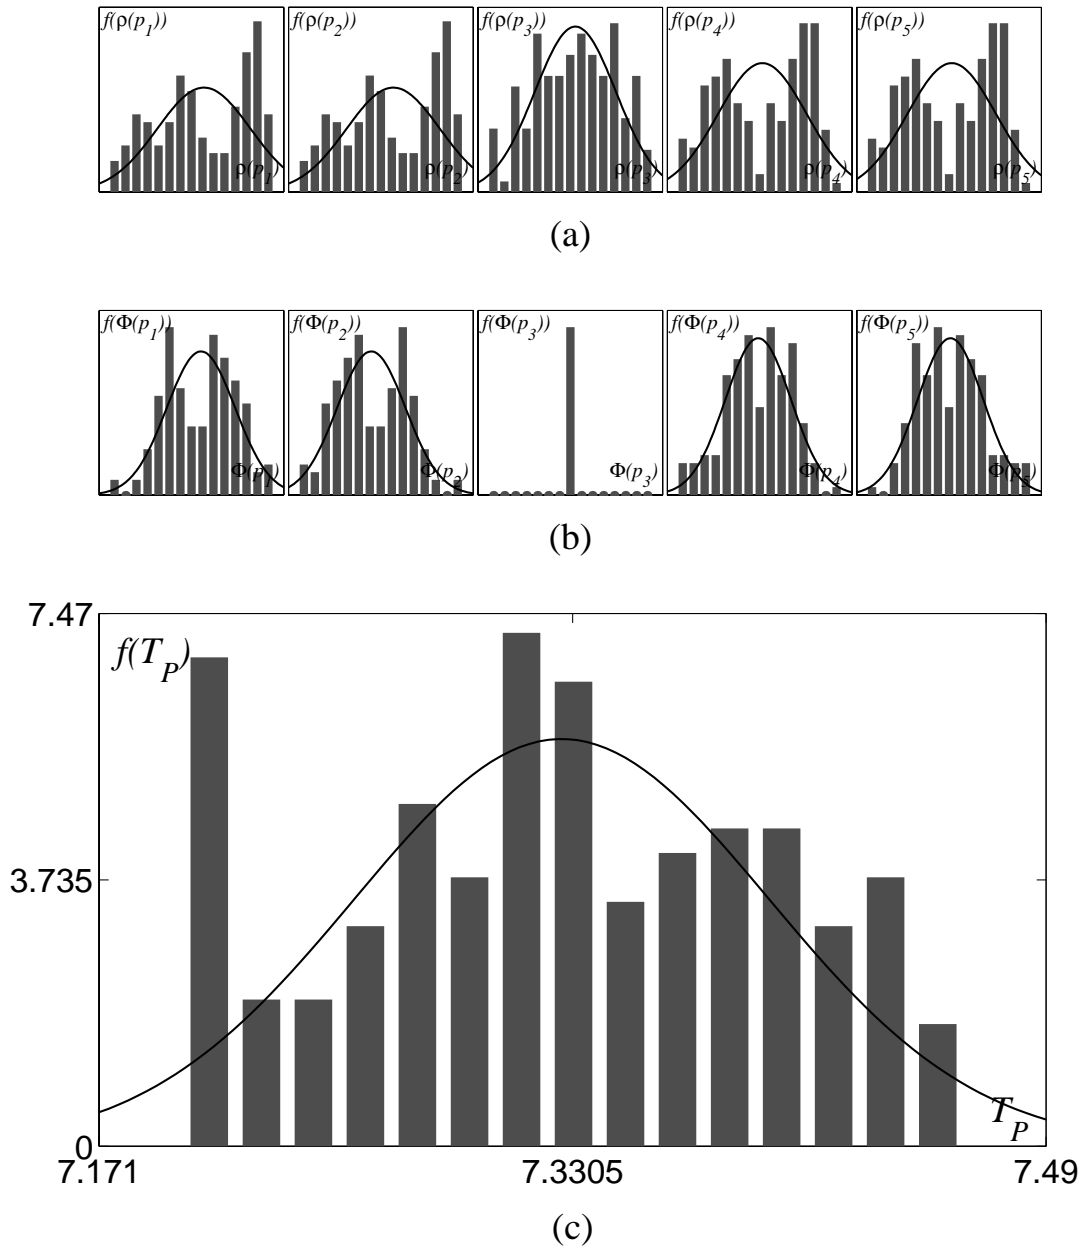 f(ρ(p1)) f(ρ(p2)) f(ρ(p3)) f(ρ(p4)) f(ρ(p5))
ρ(p1) ρ(p2) ρ(p3) ρ(p4) ρ(p5)
(a)
f(Φ(p1)) f(Φ(p2)) f(Φ(p3)) f(Φ(p4)) f(Φ(p5))
Φ(p1) Φ(p2) Φ(p3) Φ(p4) Φ(p5)
(b)
7.47
f(TP)
3.735
TP
0
7.171 7.3305 7.49
(c)